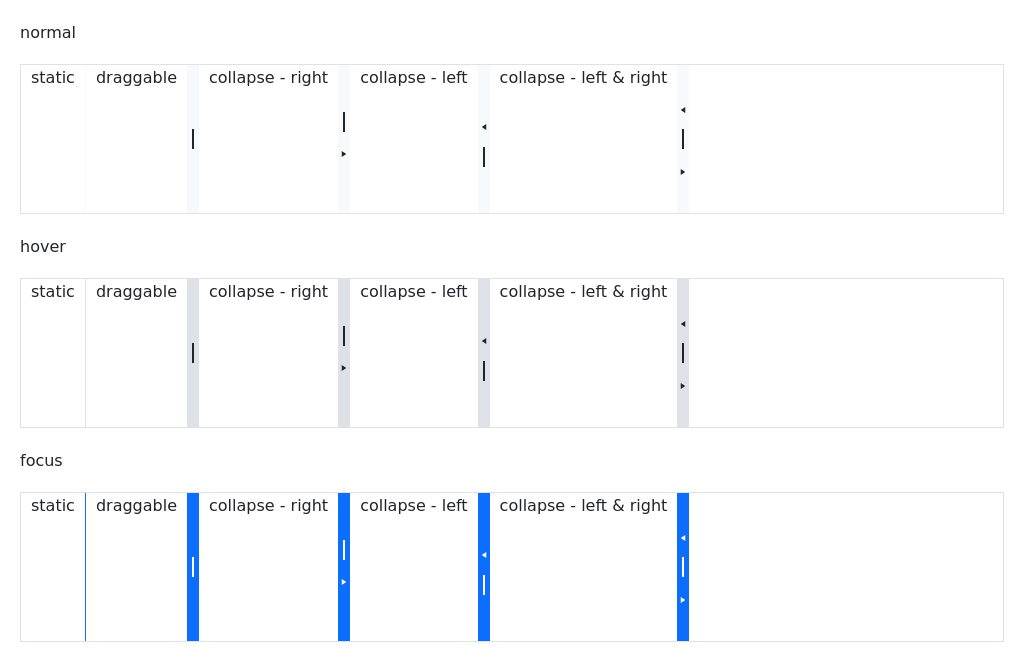 normal
static draggable collapse - right collapse - left collapse - left & right
hover
static draggable collapse - right collapse - left collapse - left & right
focus
static draggable collapse - right collapse - left collapse - left & right